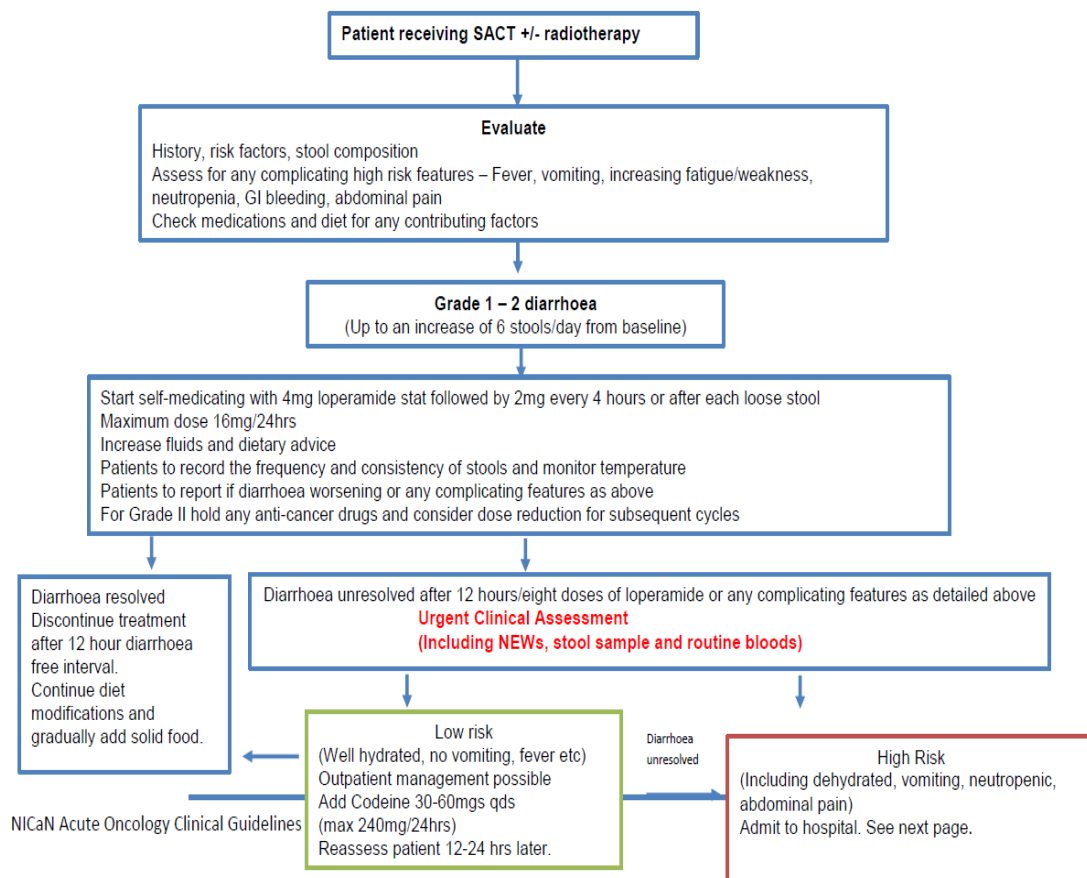 Patient receiving SACT +/- radiotherapy
Evaluate
History, risk factors, stool composition
Assess for any complicating high risk features – Fever, vomiting, increasing fatigue/weakness,
neutropenia, GI bleeding, abdominal pain
Check medications and diet for any contributing factors
Grade 1 – 2 diarrhoea
(Up to an increase of 6 stools/day from baseline)
Start self-medicating with 4mg loperamide stat followed by 2mg every 4 hours or after each loose stool
Maximum dose 16mg/24hrs
Increase fluids and dietary advice
Patients to record the frequency and consistency of stools and monitor temperature
Patients to report if diarrhoea worsening or any complicating features as above
For Grade II hold any anti-cancer drugs and consider dose reduction for subsequent cycles
Diarrhoea resolved
Discontinue treatment
after 12 hour diarrhoea
free interval.
Continue diet
modifications and
gradually add solid food.
Diarrhoea unresolved after 12 hours/eight doses of loperamide or any complicating features as detailed above
Urgent Clinical Assessment
(Including NEWs, stool sample and routine bloods)
Low risk
(Well hydrated, no vomiting, fever etc)
Outpatient management possible
Add Codeine 30-60mgs qds
(max 240mg/24hrs)
Reassess patient 12-24 hrs later.
Diarrhoea
unresolved
High Risk
(Including dehydrated, vomiting, neutropenic,
abdominal pain)
Admit to hospital. See next page.
NICaN Acute Oncology Clinical Guidelines